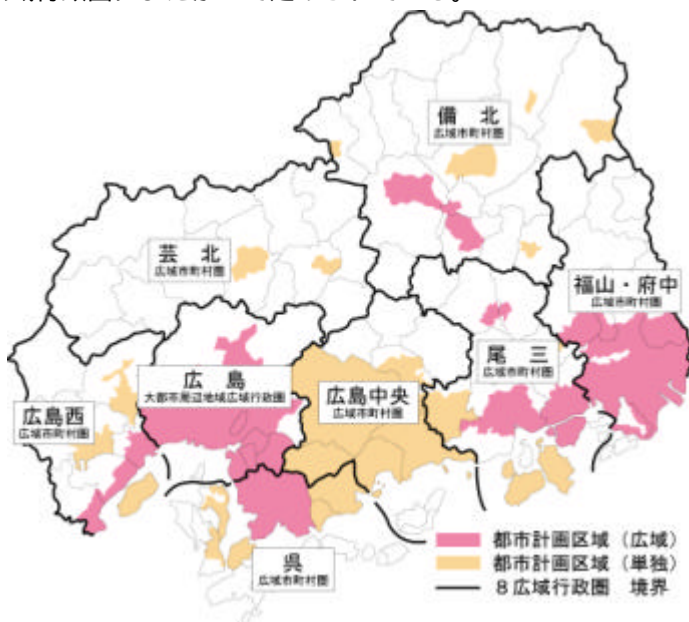 備北
広域市町村圏
芸北
広域市町村圏
福山・府中
広域市町村圏
尾三
広域市町村圏
広島
大都市周辺地域広域行政圏
広島中央
広域市町村圏
広島西
広域市町村圏
呉
広域市町村圏
都市計画区域（広域）
都市計画区域（単独）
8広域行政圏 境界